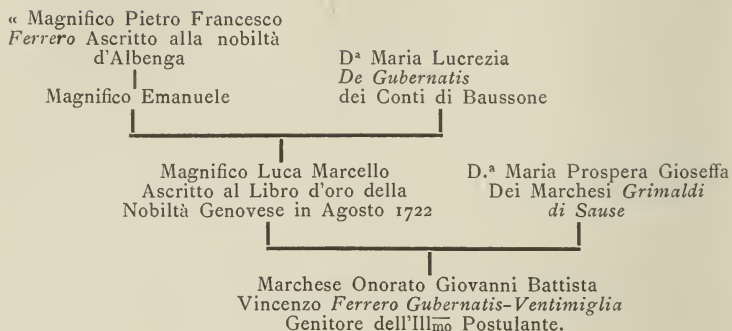 « Magnifico Pietro Francesco
Ferrero Ascritto alla nobiltà
d'Albenga
Dª Maria Lucrezia
De Gubernatis
dei Conti di Baussone
Magnifico Emanuele
Magnifico Luca Marcello
Ascritto al Libro d'oro della
Nobiltà Genovese in Agosto 1722
D.ª Maria Prospera Gioseffa
Dei Marchesi Grimaldi
di Sause
Marchese Onorato Giovanni Battista
Vincenzo Ferrero Gubernatis-Ventimiglia
Genitore dell'Illm̅o̅ Postulante.